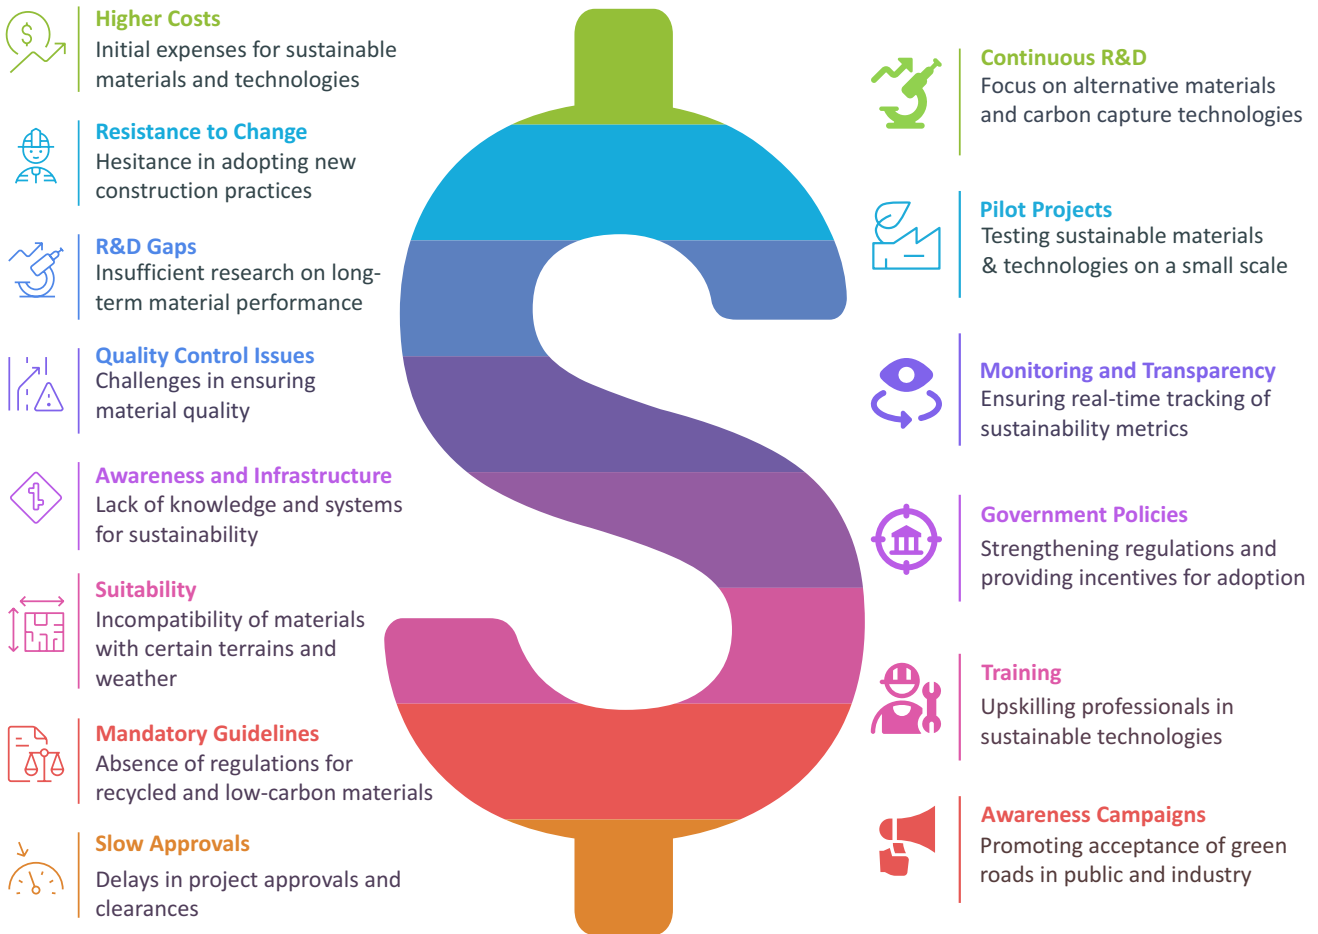 Higher Costs
Initial expenses for sustainable
materials and technologies
Resistance to Change
Hesitance in adopting new
construction practices
R&D Gaps
Insufficient research on long-
term material performance
Quality Control Issues
Challenges in ensuring
material quality
Awareness and Infrastructure
Lack of knowledge and systems
for sustainability
Suitability
Incompatibility of materials
with certain terrains and
weather
Mandatory Guidelines
Absence of regulations for
recycled and low-carbon materials
Slow Approvals
Delays in project approvals and
clearances
Continuous R&D
Focus on alternative materials
and carbon capture technologies
Pilot Projects
Testing sustainable materials
& technologies on a small scale
Monitoring and Transparency
Ensuring real-time tracking of
sustainability metrics
Government Policies
Strengthening regulations and
providing incentives for adoption
Training
Upskilling professionals in
sustainable technologies
Awareness Campaigns
Promoting acceptance of green
roads in public and industry